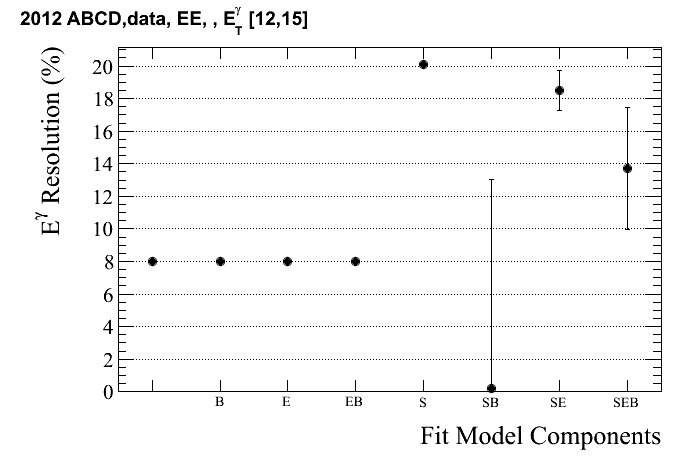 2012 ABCD,data, EE, , E_T^γ [12,15]
E^γ Resolution (%)
20
18
16
14
12
10
8
6
4
2
0
B E EB S SB SE SEB
Fit Model Components